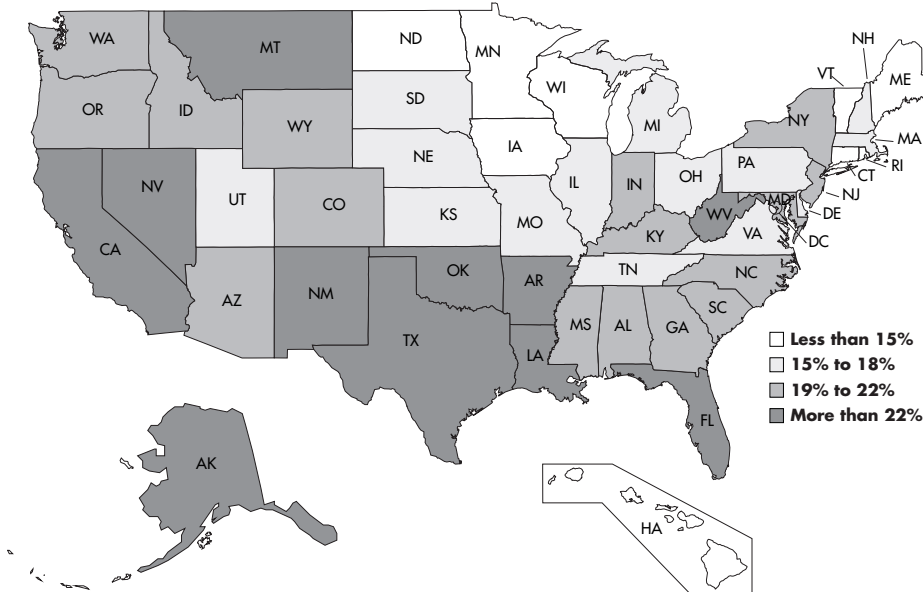 WA
MT
ND
MN
NH
VT
ME
OR
ID
WY
SD
WI
MI
NY
MA
RI
CT
NV
UT
CO
NE
IA
IL
IN
OH
PA
NJ
CA
KS
MO
KY
WV
VA
MD
DE
DC
AZ
NM
OK
AR
TN
NC
TX
LA
MS
AL
GA
SC
FL
AK
HA
Less than 15%
15% to 18%
19% to 22%
More than 22%